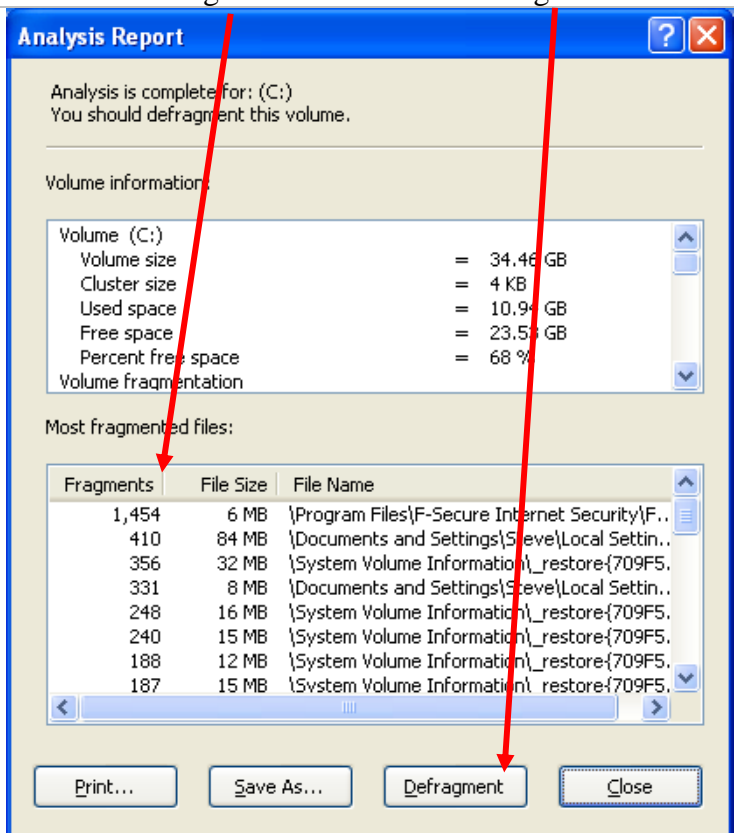 Analysis Report
Analysis is complete for: (C:)
You should defragment this volume.
Volume information:
Volume (C:)
Volume size = 34.46 GB
Cluster size = 4 KB
Used space = 10.94 GB
Free space = 23.53 GB
Percent free space = 68 %
Volume fragmentation
Most fragmented files:
Fragments File Size File Name
1,454 6 MB \Program Files\F-Secure Internet Security\F..
410 84 MB \Documents and Settings\Steve\Local Settin..
356 32 MB \System Volume Information\_restore{709F5.
331 8 MB \Documents and Settings\Steve\Local Settin..
248 16 MB \System Volume Information\_restore{709F5.
240 15 MB \System Volume Information\_restore{709F5.
188 12 MB \System Volume Information\_restore{709F5.
187 15 MB \System Volume Information\_restore{709F5.
Print... Save As... Defragment Close